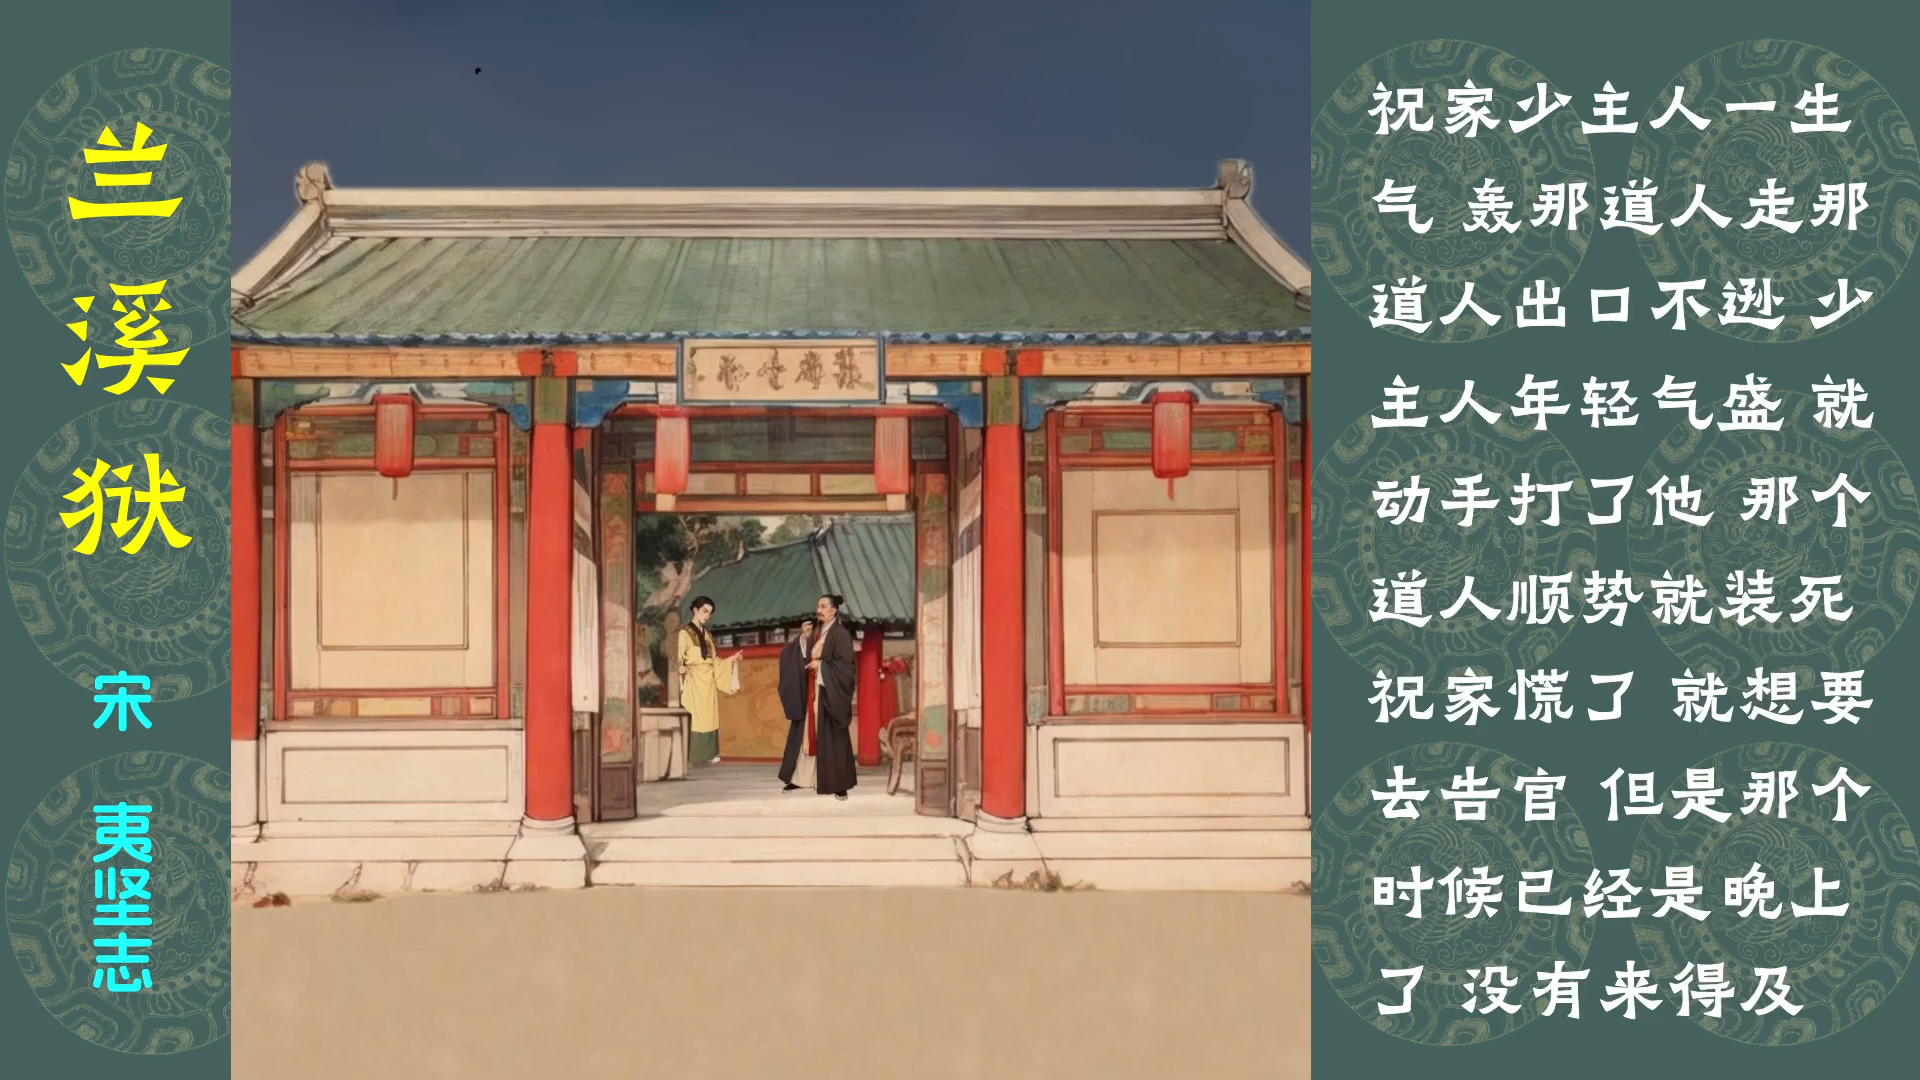 兰溪狱
宋
夷坚志
祝家少主人一生
气 轰那道人走那
道人出口不逊 少
主人年轻气盛 就
动手打了他 那个
道人顺势就装死
祝家慌了 就想要
去告官 但是那个
时候已经是晚上
了 没有来得及